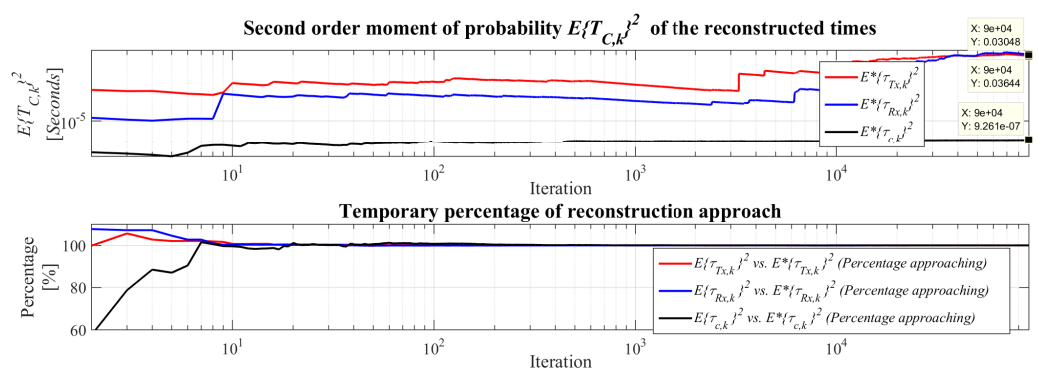 Second order moment of probability E{T_{C,k}}^2 of the reconstructed times
E{T_{C,k}}^2
[Seconds]
10^{-5}
E*{τ_{Tx,k}}^2
E*{τ_{Rx,k}}^2
E*{τ_{c,k}}^2
X: 9e+04
Y: 0.03048
X: 9e+04
Y: 0.03644
X: 9e+04
Y: 9.261e-07
10^1
10^2
10^3
10^4
Iteration
Temporary percentage of reconstruction approach
Percentage
[%]
100
80
60
E{τ_{Tx,k}}^2 vs. E*{τ_{Tx,k}}^2 (Percentage approaching)
E{τ_{Rx,k}}^2 vs. E*{τ_{Rx,k}}^2 (Percentage approaching)
E{τ_{c,k}}^2 vs. E*{τ_{c,k}}^2 (Percentage approaching)
10^1
10^2
10^3
10^4
Iteration